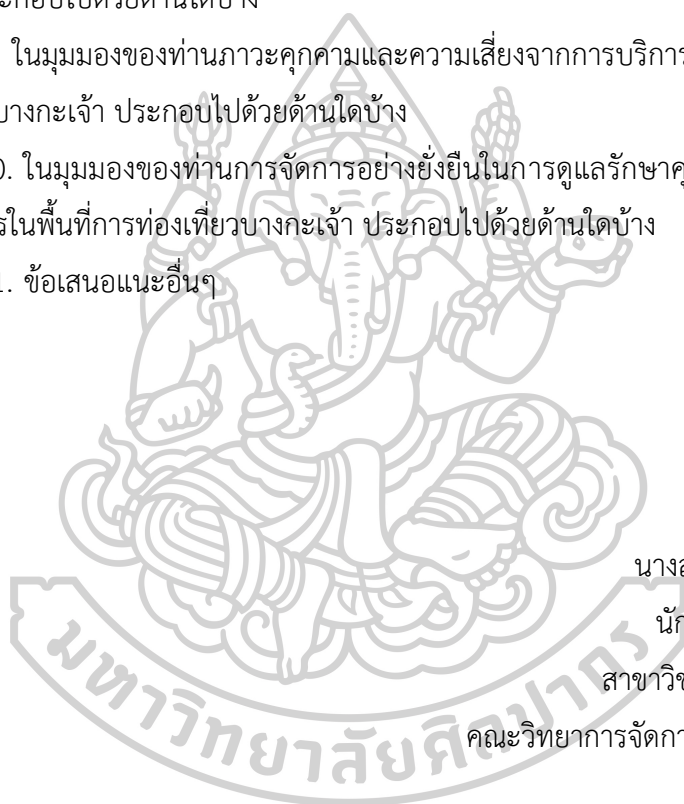 ะกอบไปด้วยด้านใดบ้าง
ในมุมมองของท่านภาวะคุกคามและความเสี่ยงจากการบริการ
บางกะเจ้า ประกอบไปด้วยด้านใดบ้าง
0. ในมุมมองของท่านการจัดการอย่างยั่งยืนในการดูแลรักษาคุ
รในพื้นที่การท่องเที่ยวบางกะเจ้า ประกอบไปด้วยด้านใดบ้าง
1. ข้อเสนอแนะอื่นๆ
นางส
นัก
สาขาวิช
คณะวิทยาการจัดกา
มหาวิทยาลัยศิลปากร